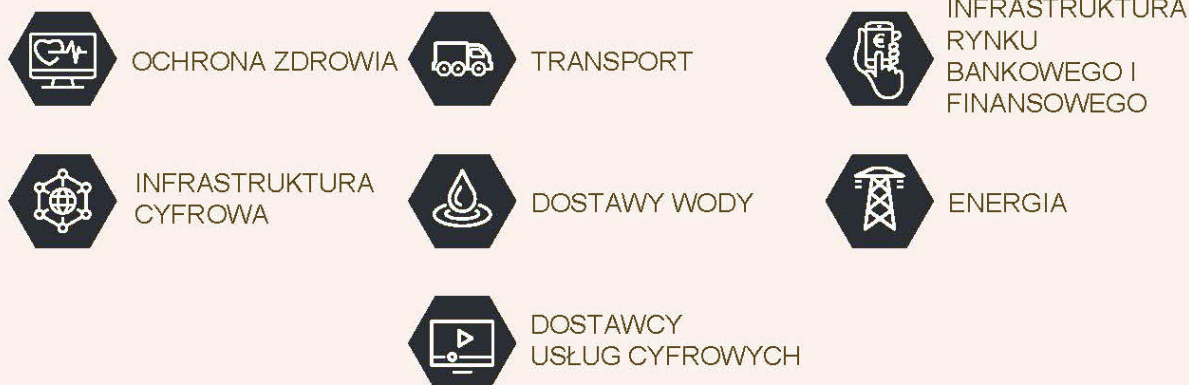 OCHRONA ZDROWIA
TRANSPORT
INFRASTRUKTURA
RYNKU
BANKOWEGO I
FINANSOWEGO
INFRASTRUKTURA
CYFROWA
DOSTAWY WODY
ENERGIA
DOSTAWCY
USŁUG CYFROWYCH